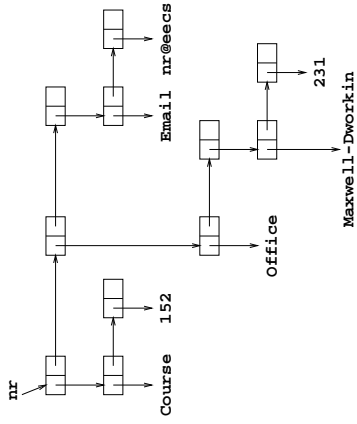 nr
Course
152
Office
Email
nr@eecs
Maxwell-Dworkin
231